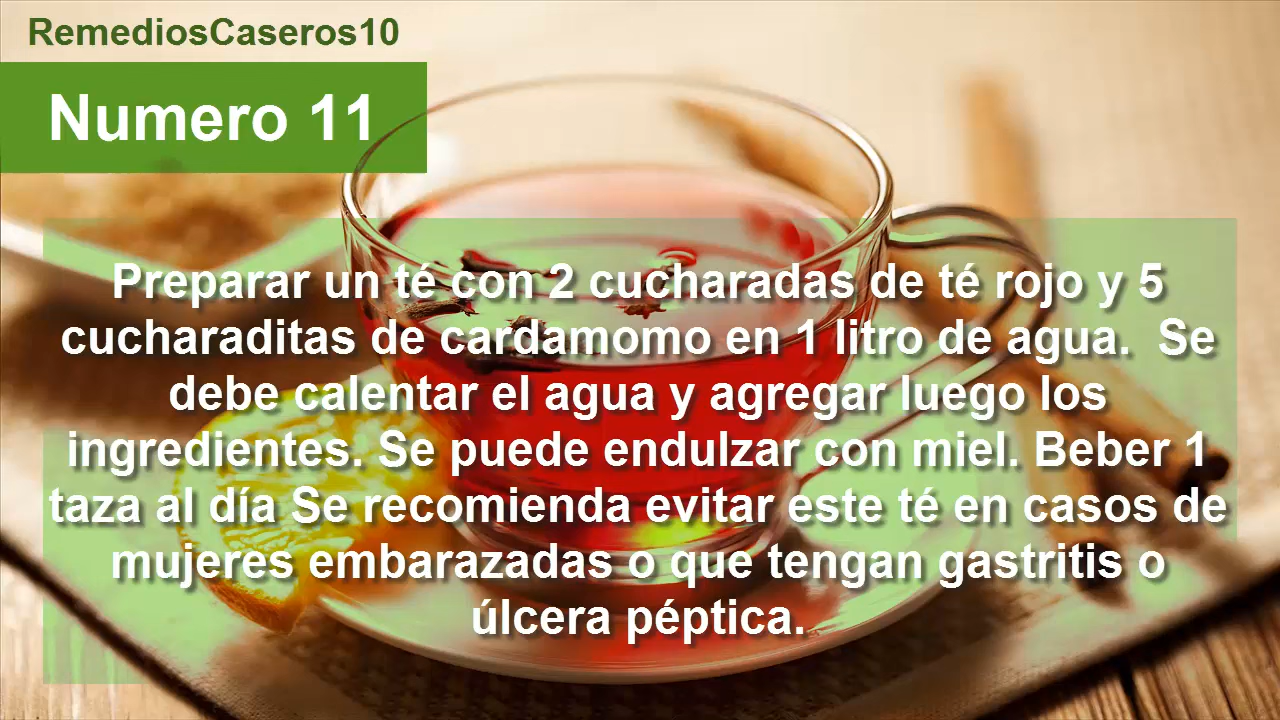 RemediosCaseros10
Numero 11
Preparar un té con 2 cucharadas de té rojo y 5
cucharaditas de cardamomo en 1 litro de agua.  Se
debe calentar el agua y agregar luego los
ingredientes. Se puede endulzar con miel. Beber 1
taza al día Se recomienda evitar este té en casos de
mujeres embarazadas o que tengan gastritis o
úlcera péptica.